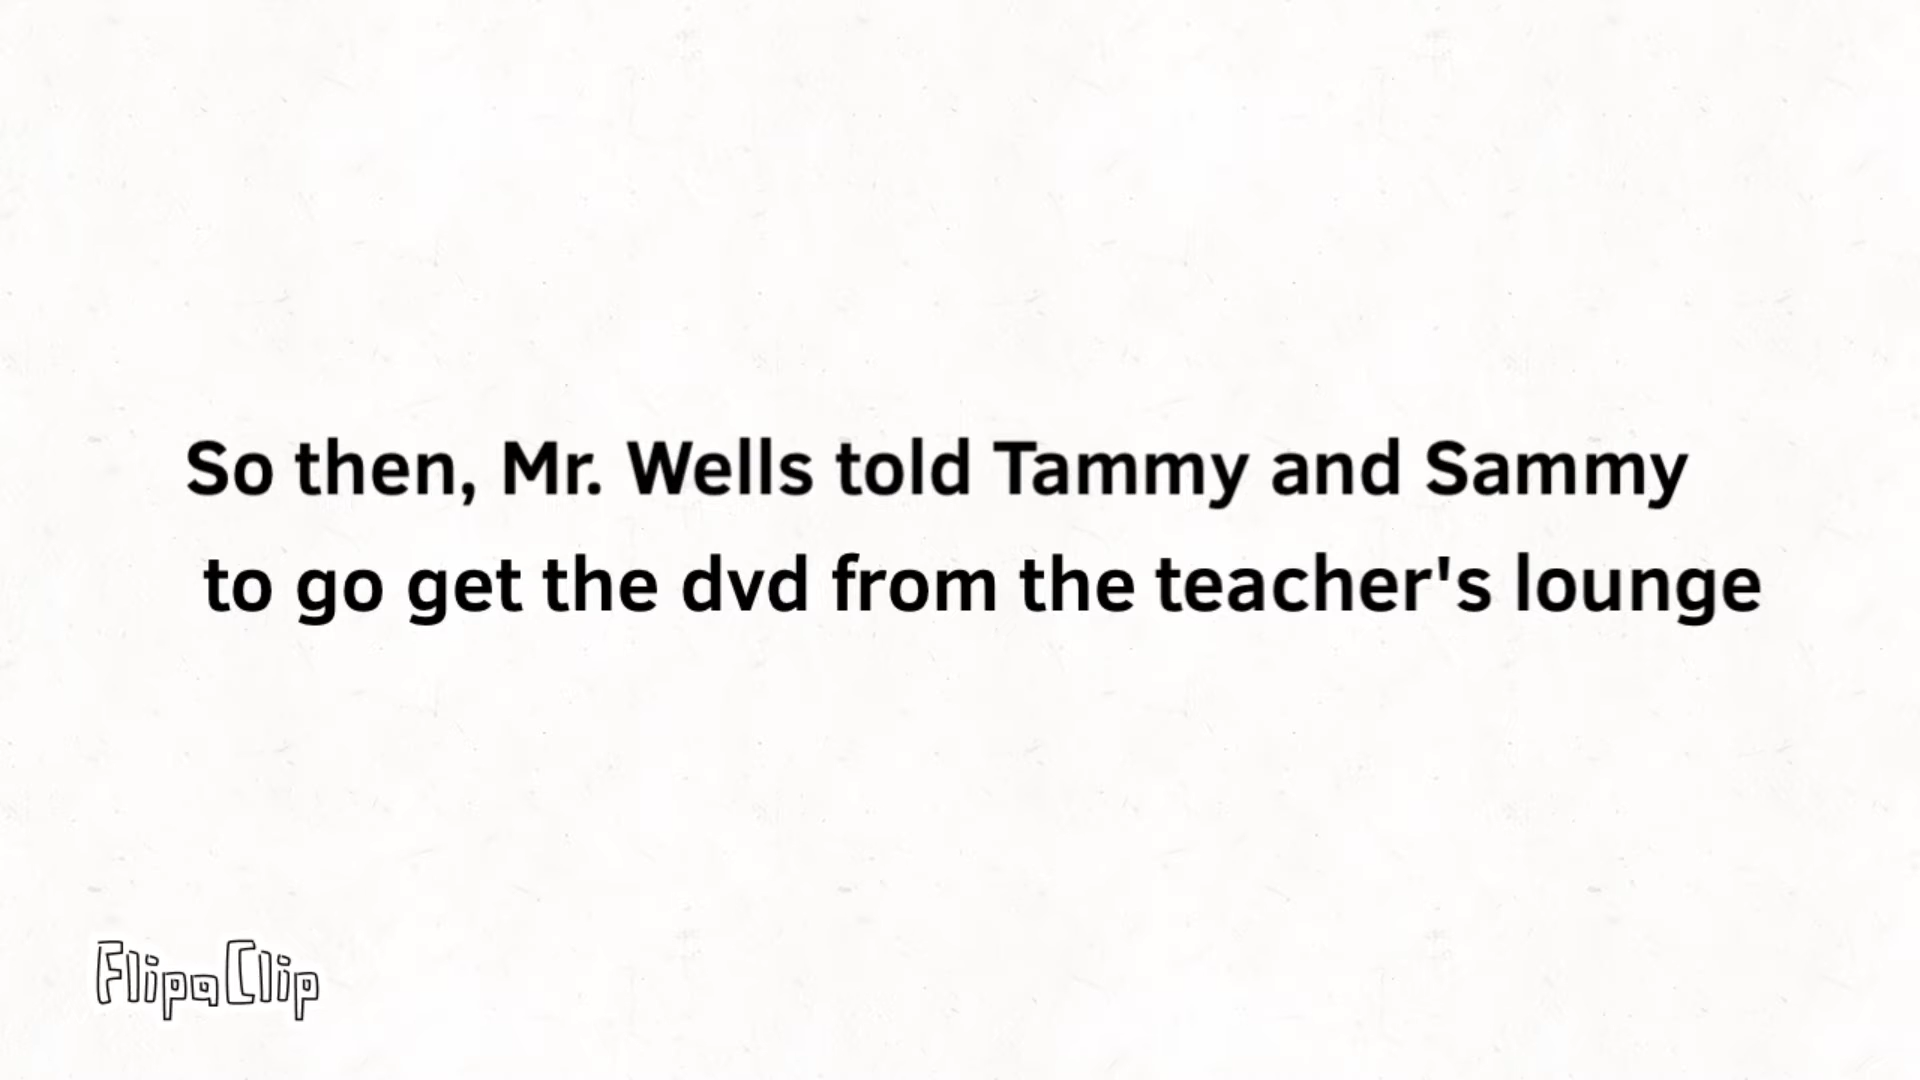 So then, Mr. Wells told Tammy and Sammy
to go get the dvd from the teacher's lounge
FlipaClip